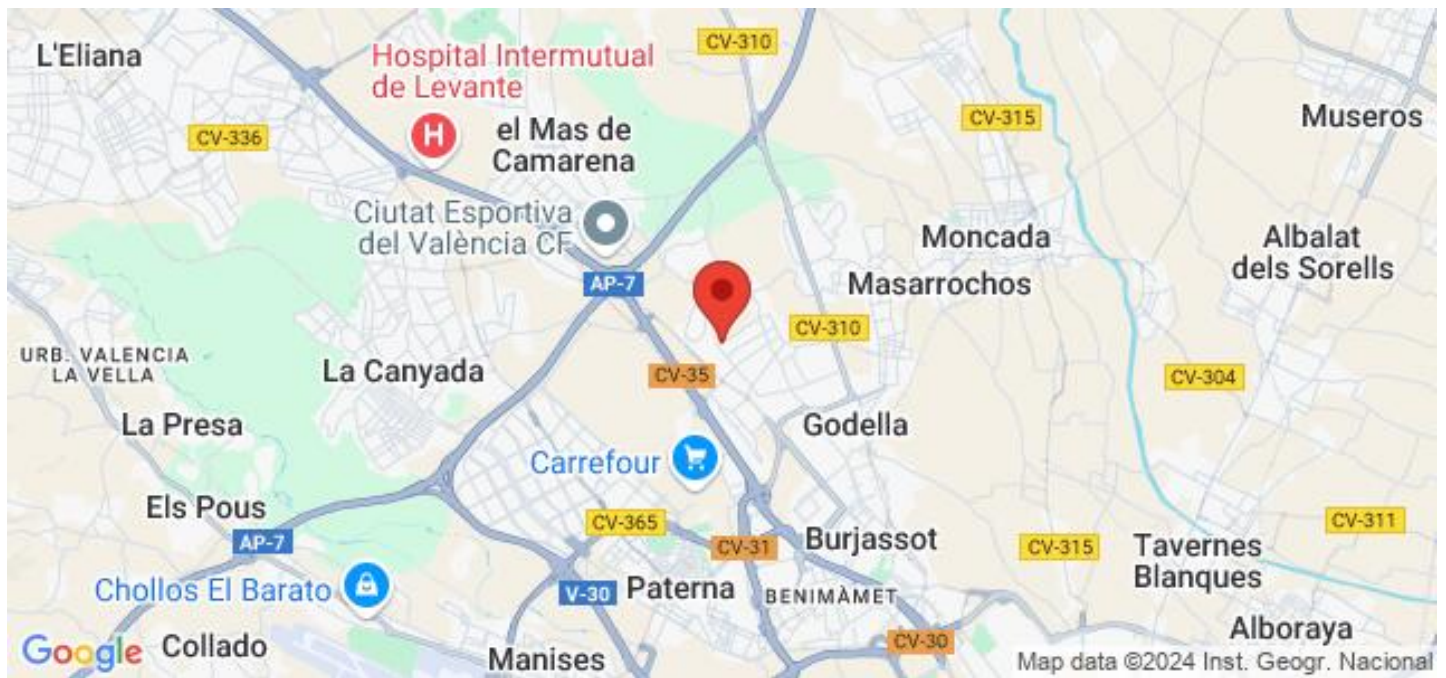 L'Eliana
CV-310
Hospital Intermutual
de Levante
CV-336
H
el Mas de
Camarena
CV-315
Museros
Ciutat Esportiva
del València CF
Moncada
Albalat
dels Sorells
AP-7
Masarrochos
CV-310
URB. VALENCIA
LA VELLA
La Canyada
CV-35
CV-304
La Presa
Godella
Carrefour
Els Pous
CV-365
CV-311
AP-7
CV-31
Burjassot
CV-315
Tavernes
Blanques
Chollos El Barato
V-30
Paterna
BENIMÀMET
Alboraya
Google
Collado
Manises
CV-30
Map data ©2024 Inst. Geogr. Nacional